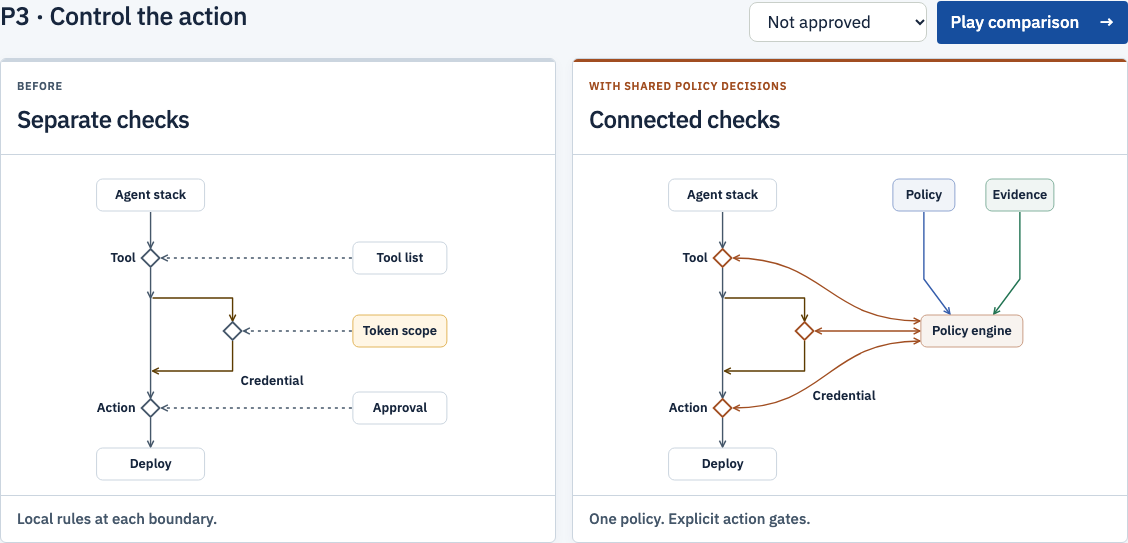 P3 · Control the action
Not approved
Play comparison →
BEFORE
Separate checks
Agent stack
Tool
Tool list
Token scope
Credential
Action
Approval
Deploy
Local rules at each boundary.
WITH SHARED POLICY DECISIONS
Connected checks
Agent stack
Policy
Evidence
Tool
Policy engine
Credential
Action
Deploy
One policy. Explicit action gates.